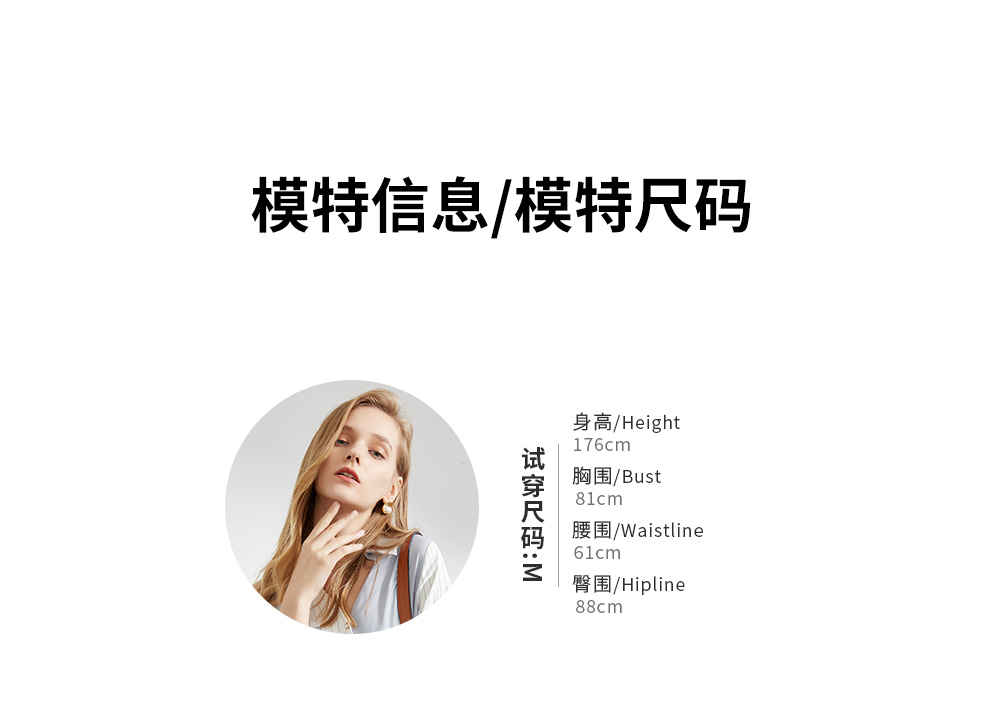 模特信息/模特尺码
试穿尺码:M
身高/Height
176cm
胸围/Bust
81cm
腰围/Waistline
61cm
臀围/Hipline
88cm